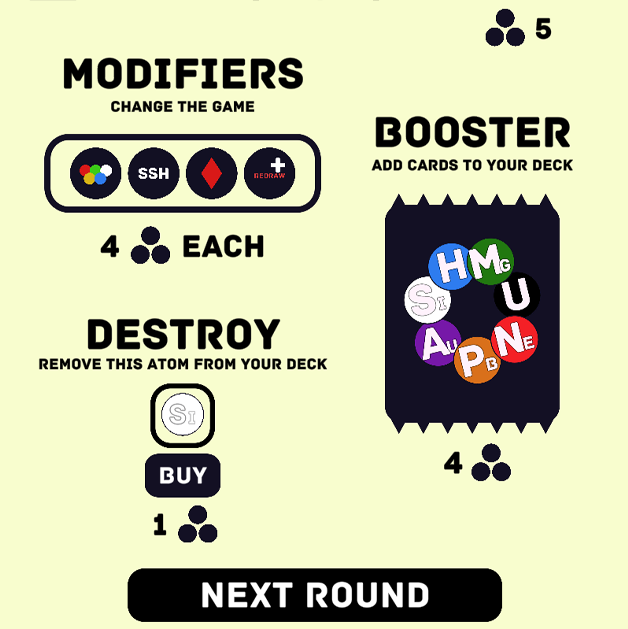 5
MODIFIERS
CHANGE THE GAME
SSH
REDRAW
4 EACH
BOOSTER
ADD CARDS TO YOUR DECK
H
MG
U
NE
PB
AU
SI
4
DESTROY
REMOVE THIS ATOM FROM YOUR DECK
SI
BUY
1
NEXT ROUND